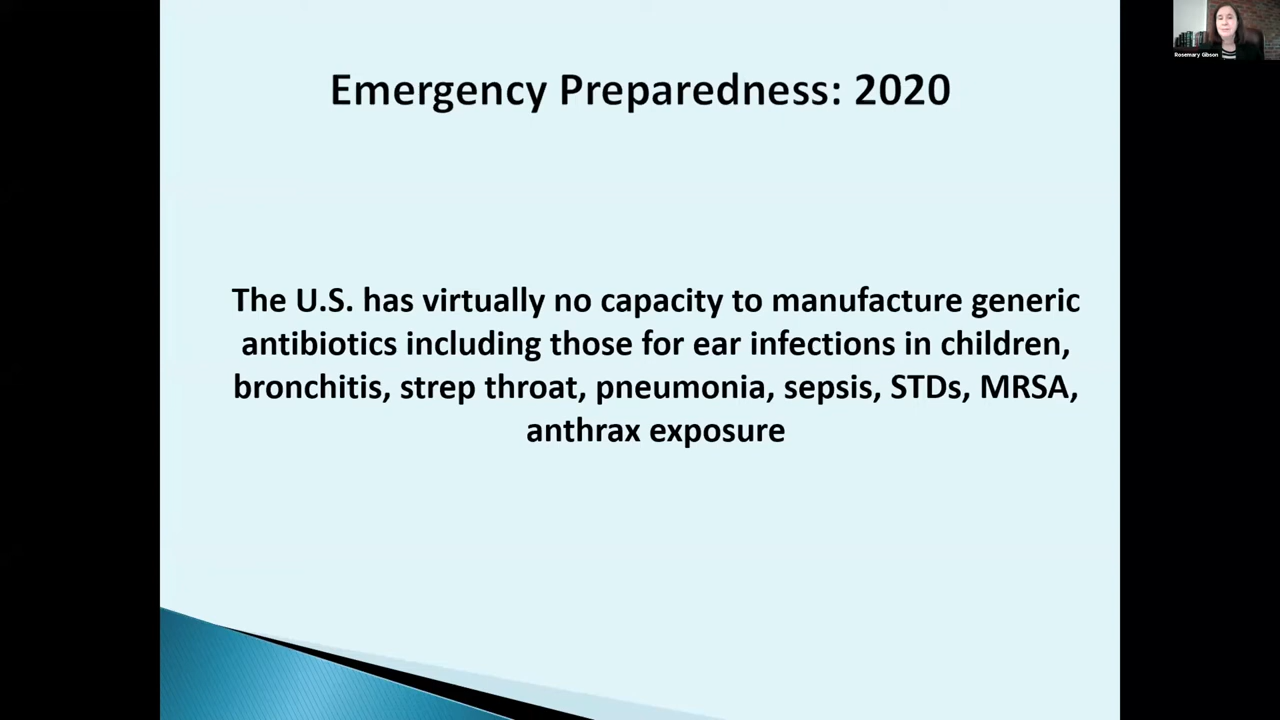 Emergency Preparedness: 2020
Rosemary Gibson
The U.S. has virtually no capacity to manufacture generic
antibiotics including those for ear infections in children,
bronchitis, strep throat, pneumonia, sepsis, STDs, MRSA,
anthrax exposure